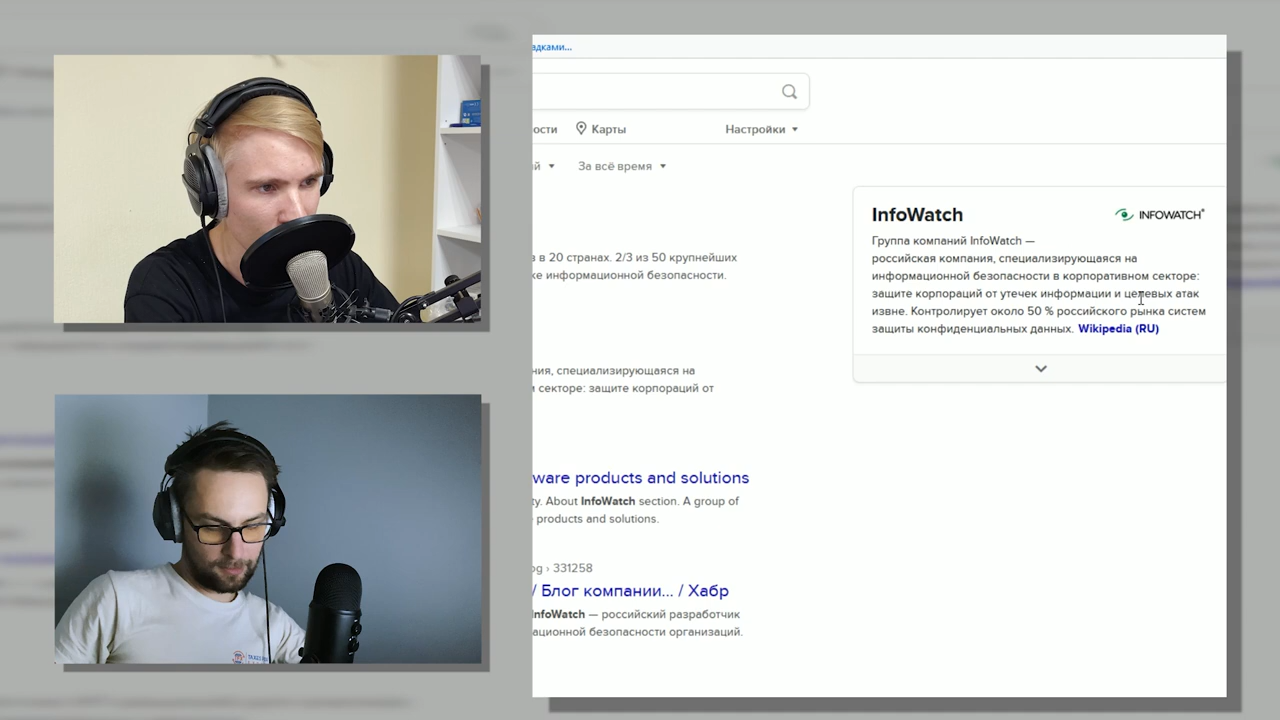 адками...
ости
Карты
Настройки
й
За всё время
в в 20 странах. 2/3 из 50 крупнейших
ке информационной безопасности.
ния, специализирующаяся на
секторе: защите корпораций от
ware products and solutions
ty. About InfoWatch section. A group of
products and solutions.
og › 331258
/ Блог компании... / Хабр
InfoWatch — российский разработчик
ационной безопасности организаций.
InfoWatch
INFOWATCH®
Группа компаний InfoWatch —
российская компания, специализирующаяся на
информационной безопасности в корпоративном секторе:
защите корпораций от утечек информации и целевых атак
извне. Контролирует около 50 % российского рынка систем
защиты конфиденциальных данных. Wikipedia (RU)